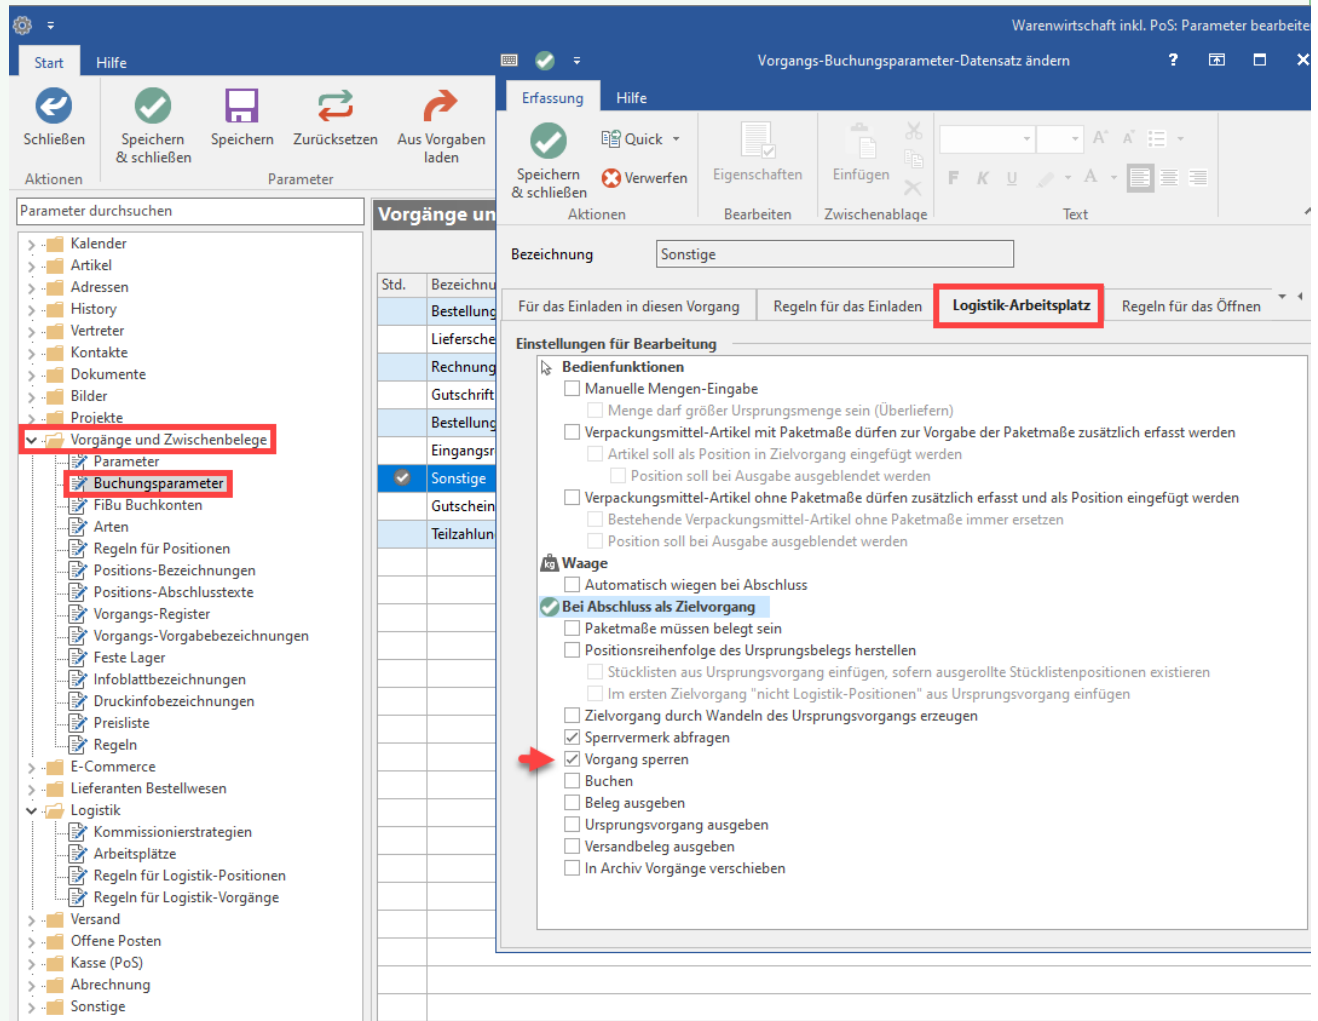 Warenwirtschaft inkl. PoS: Parameter bearbeite
Start Hilfe
Schließen
Speichern & schließen
Speichern
Zurücksetzen
Aus Vorgaben laden
Aktionen Parameter
Parameter durchsuchen
Kalender
Artikel
Adressen
History
Vertreter
Kontakte
Dokumente
Bilder
Projekte
Vorgänge und Zwischenbelege
Parameter
Buchungsparameter
FiBu Buchkonten
Arten
Regeln für Positionen
Positions-Bezeichnungen
Positions-Abschlusstexte
Vorgangs-Register
Vorgangs-Vorgabebezeichnungen
Feste Lager
Infoblattbezeichnungen
Druckinfobezeichnungen
Preisliste
Regeln
E-Commerce
Lieferanten Bestellwesen
Logistik
Kommissionierstrategien
Arbeitsplätze
Regeln für Logistik-Positionen
Regeln für Logistik-Vorgänge
Versand
Offene Posten
Kasse (PoS)
Abrechnung
Sonstige
Vorgänge un
Std. Bezeichnu
Bestellung
Liefersche
Rechnung
Gutschrift
Bestellung
Eingangsr
Sonstige
Gutschein
Teilzahlun
Vorgangs-Buchungsparameter-Datensatz ändern
?
Erfassung Hilfe
Speichern & schließen
Quick
Verwerfen
Eigenschaften
Einfügen
A A
F K U A
Aktionen Bearbeiten Zwischenablage Text
Bezeichnung Sonstige
Für das Einladen in diesen Vorgang Regeln für das Einladen Logistik-Arbeitsplatz Regeln für das Öffnen
Einstellungen für Bearbeitung
Bedienfunktionen
Manuelle Mengen-Eingabe
Menge darf größer Ursprungsmenge sein (Überliefern)
Verpackungsmittel-Artikel mit Paketmaße dürfen zur Vorgabe der Paketmaße zusätzlich erfasst werden
Artikel soll als Position in Zielvorgang eingefügt werden
Position soll bei Ausgabe ausgeblendet werden
Verpackungsmittel-Artikel ohne Paketmaße dürfen zusätzlich erfasst und als Position eingefügt werden
Bestehende Verpackungsmittel-Artikel ohne Paketmaße immer ersetzen
Position soll bei Ausgabe ausgeblendet werden
kg Waage
Automatisch wiegen bei Abschluss
Bei Abschluss als Zielvorgang
Paketmaße müssen belegt sein
Positionsreihenfolge des Ursprungsbelegs herstellen
Stücklisten aus Ursprungsvorgang einfügen, sofern ausgerollte Stücklistenpositionen existieren
Im ersten Zielvorgang "nicht Logistik-Positionen" aus Ursprungsvorgang einfügen
Zielvorgang durch Wandeln des Ursprungsvorgangs erzeugen
Sperrvermerk abfragen
Vorgang sperren
Buchen
Beleg ausgeben
Ursprungsvorgang ausgeben
Versandbeleg ausgeben
In Archiv Vorgänge verschieben